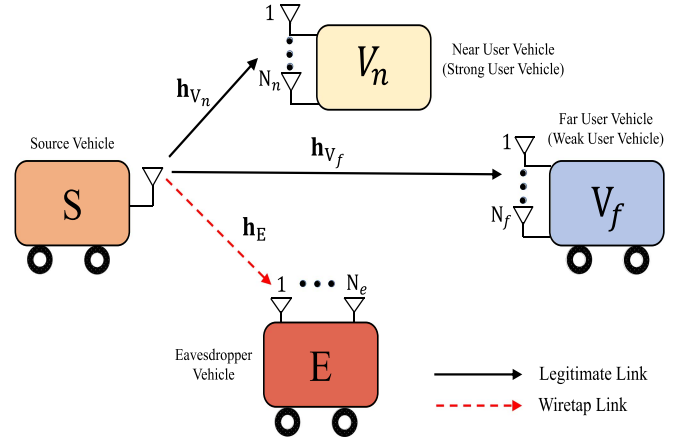 1
N_n
V_n
Near User Vehicle
(Strong User Vehicle)
h_{V_n}
Source Vehicle
S
h_{V_f}
Far User Vehicle
(Weak User Vehicle)
1
N_f
V_f
h_E
1
N_e
Eavesdropper
Vehicle
E
Legitimate Link
Wiretap Link